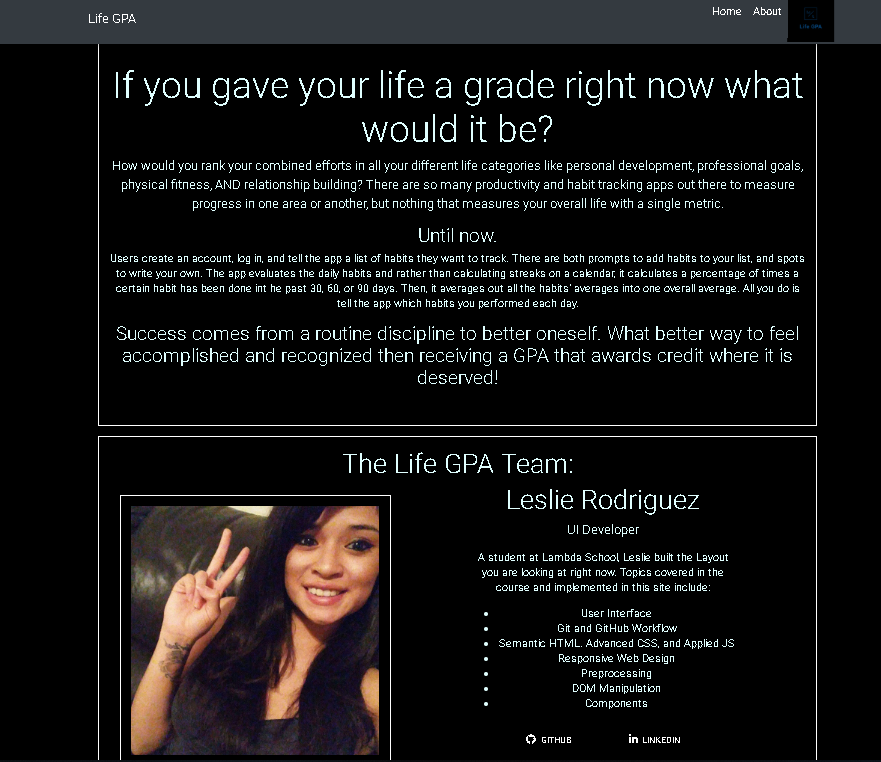 Life GPA
Home About
Life GPA
If you gave your life a grade right now what
would it be?
How would you rank your combined efforts in all your different life categories like personal development, professional goals,
physical fitness, AND relationship building? There are so many productivity and habit tracking apps out there to measure
progress in one area or another, but nothing that measures your overall life with a single metric.
Until now.
Users create an account, log in, and tell the app a list of habits they want to track. There are both prompts to add habits to your list, and spots
to write your own. The app evaluates the daily habits and rather than calculating streaks on a calendar, it calculates a percentage of times a
certain habit has been done int he past 30, 60, or 90 days. Then, it averages out all the habits' averages into one overall average. All you do is
tell the app which habits you performed each day.
Success comes from a routine discipline to better oneself. What better way to feel
accomplished and recognized then receiving a GPA that awards credit where it is
deserved!
The Life GPA Team:
Leslie Rodriguez
UI Developer
A student at Lambda School, Leslie built the Layout
you are looking at right now. Topics covered in the
course and implemented in this site include:
User Interface
Git and GitHub Workflow
Semantic HTML. Advanced CSS, and Applied JS
Responsive Web Design
Preprocessing
DOM Manipulation
Components
GITHUB LINKEDIN